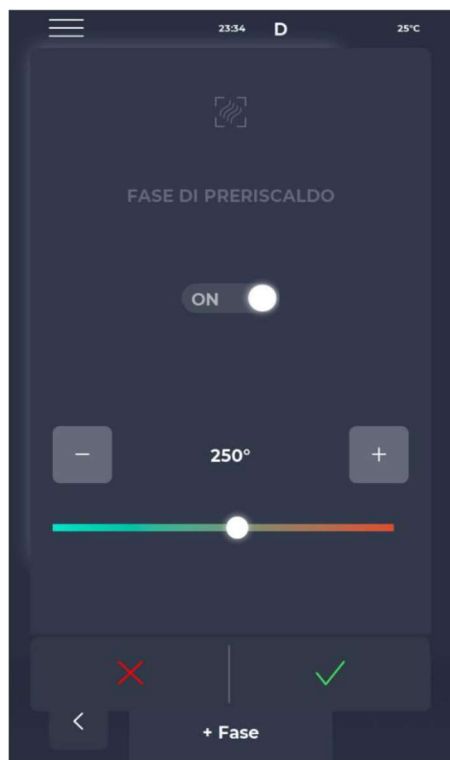 23:34 D 25°C
FASE DI PRERISCALDO
ON
− 250° +
+ Fase